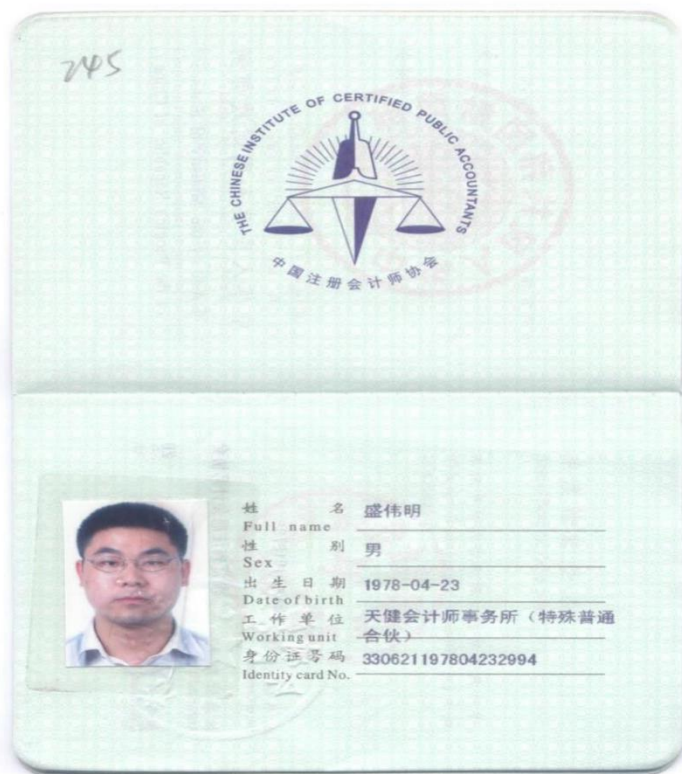 245
THE CHINESE INSTITUTE OF CERTIFIED PUBLIC ACCOUNTANTS
中国注册会计师协会
姓 名 盛伟明
Full name
性 别 男
Sex
出 生 日 期 1978-04-23
Date of birth
工 作 单 位 天健会计师事务所（特殊普通
Working unit 合伙）
身份证号码 330621197804232994
Identity card No.